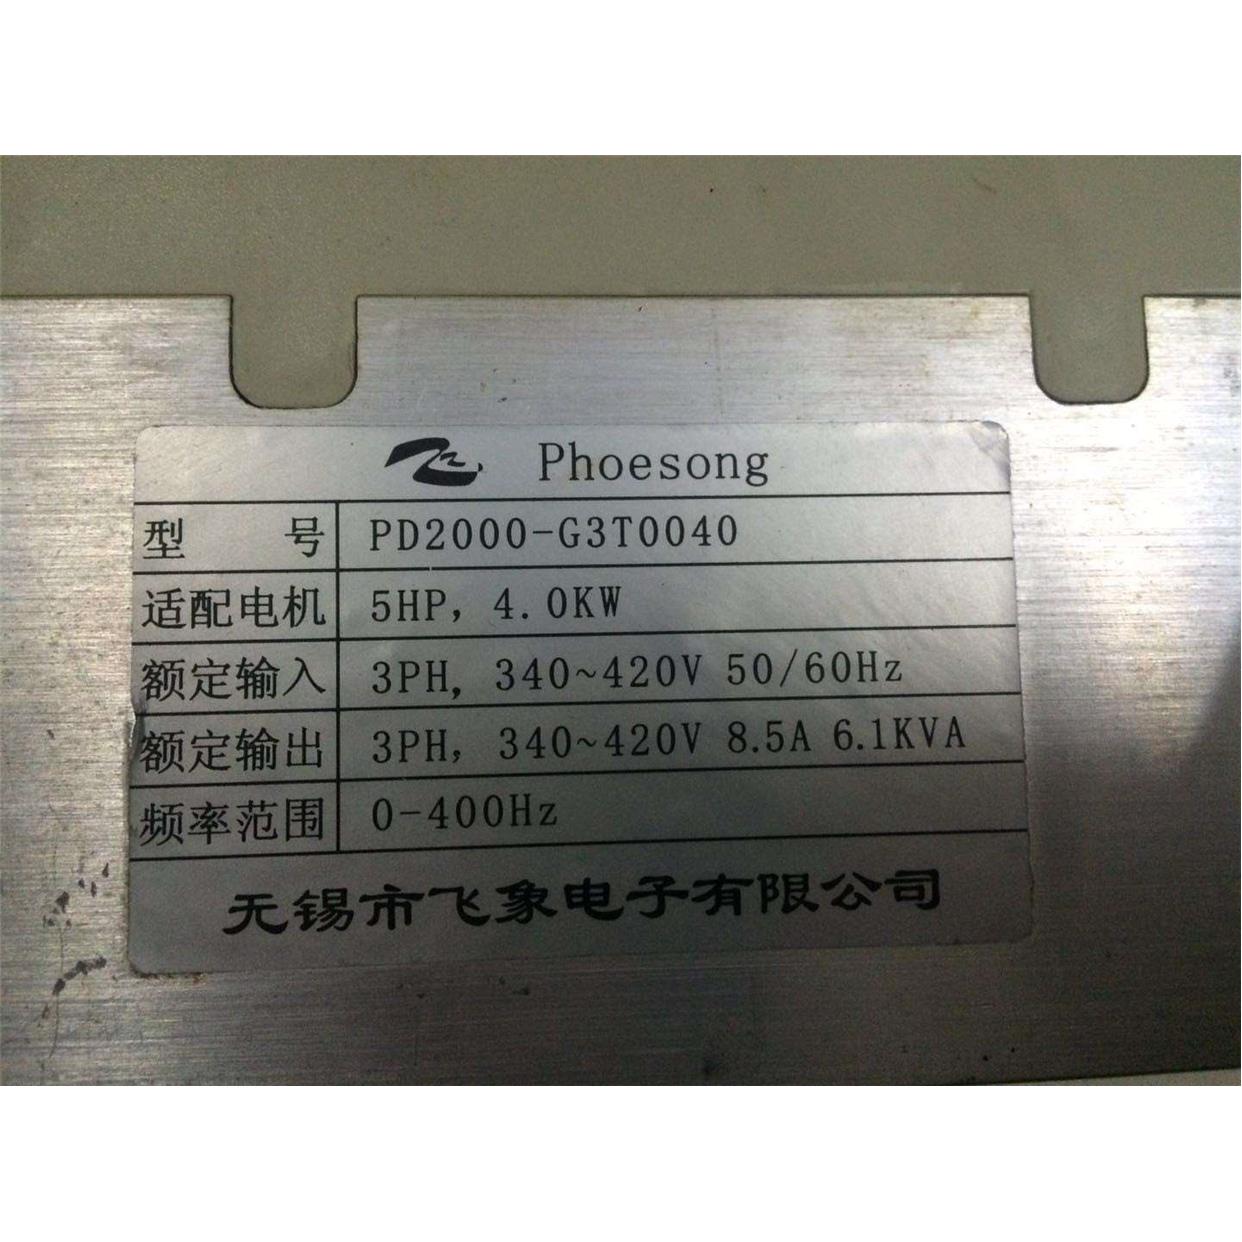 Phoesong
型 号 PD2000-G3T0040
适配电机 5HP, 4.0KW
额定输入 3PH, 340~420V 50/60Hz
额定输出 3PH, 340~420V 8.5A 6.1KVA
频率范围 0-400Hz
无锡市飞象电子有限公司